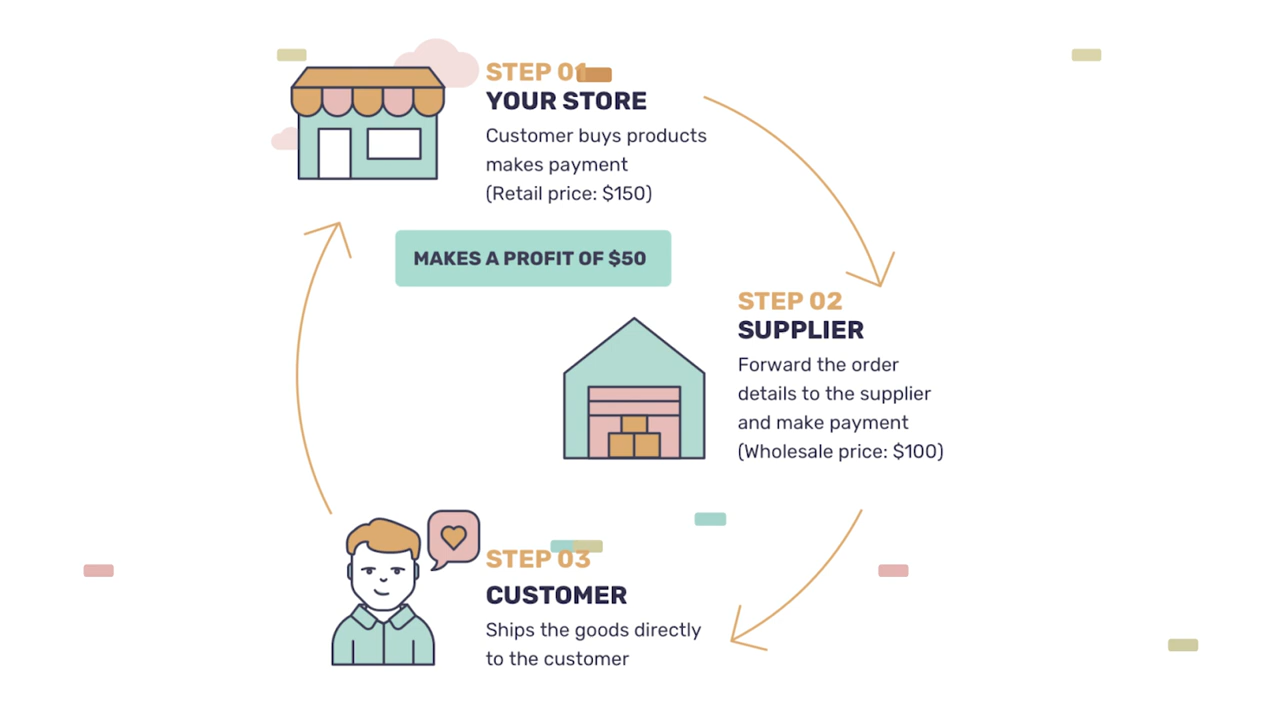 STEP 01
YOUR STORE
Customer buys products
makes payment
(Retail price: $150)
MAKES A PROFIT OF $50
STEP 02
SUPPLIER
Forward the order
details to the supplier
and make payment
(Wholesale price: $100)
STEP 03
CUSTOMER
Ships the goods directly
to the customer